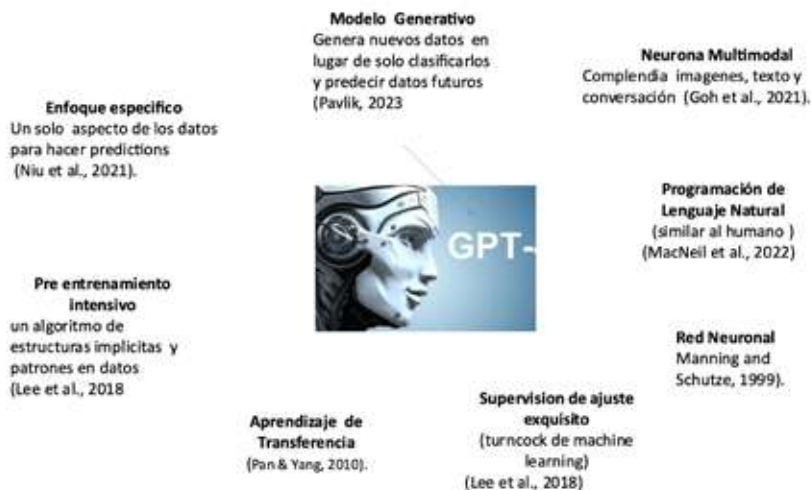 Modelo Generativo
Genera nuevos datos en
lugar de solo clasificarlos
y predecir datos futuros
(Pavlik, 2023
Neurona Multimodal
Complendia imagenes, texto y
conversación (Goh et al., 2021).
Enfoque especifico
Un solo aspecto de los datos
para hacer predictions
(Niu et al., 2021).
Programación de
Lenguaje Natural
(similar al humano )
(MacNeil et al., 2022)
GPT-
Pre entrenamiento
intensivo
un algoritmo de
estructuras implicitas y
patrones en datos
(Lee et al., 2018
Red Neuronal
Manning and
Schutze, 1999).
Supervision de ajuste
exquisito
(turncock de machine
learning)
(Lee et al., 2018)
Aprendizaje de
Transferencia
(Pan & Yang, 2010).